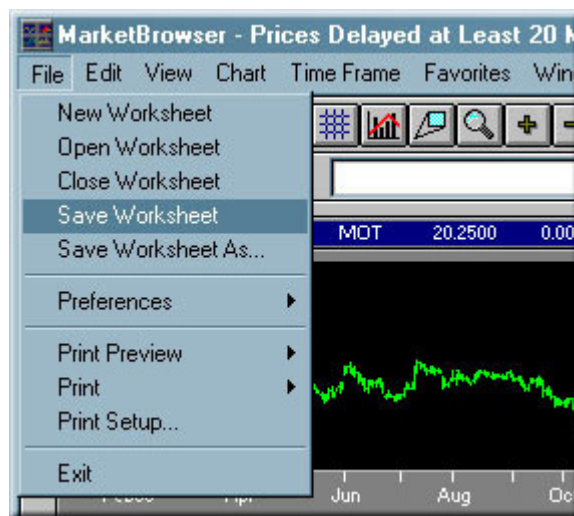 MarketBrowser - Prices Delayed at Least 20
File Edit View Chart Time Frame Favorites Win
New Worksheet
Open Worksheet
Close Worksheet
Save Worksheet
MOT 20.2500 0.00
Save Worksheet As...
Preferences
Print Preview
Print
Print Setup...
Exit
Jun Aug Oc